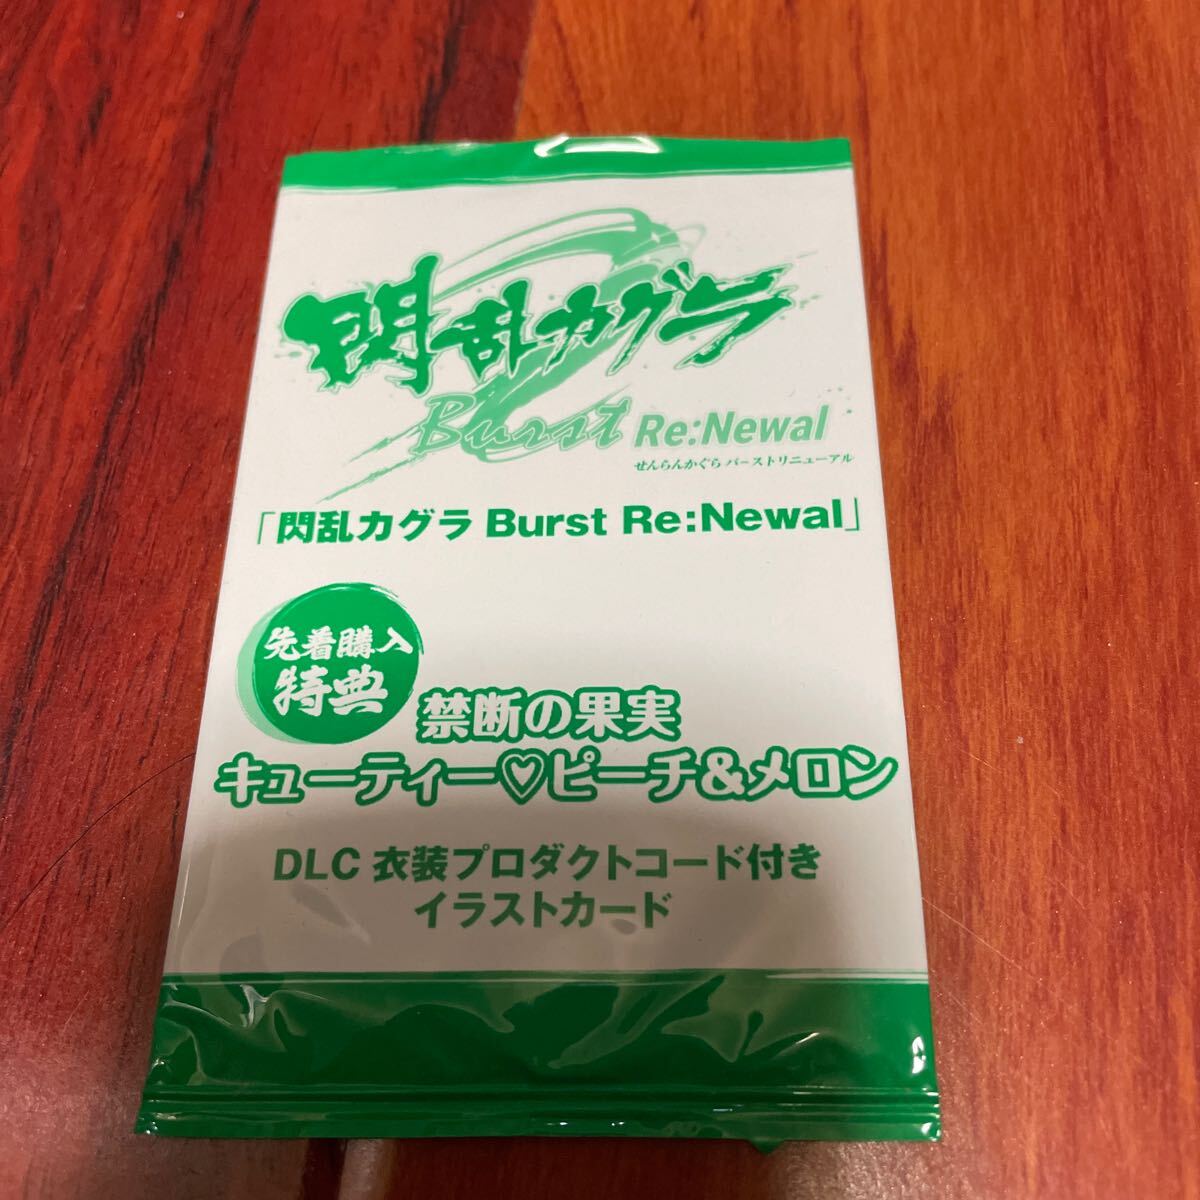 閃乱カグラ
Burst Re:Newal
せんらんかぐら バーストリニューアル
「閃乱カグラ Burst Re:Newal」
先着購入
特典
禁断の果実
キューティー♡ピーチ&メロン
DLC 衣装プロダクトコード付き
イラストカード